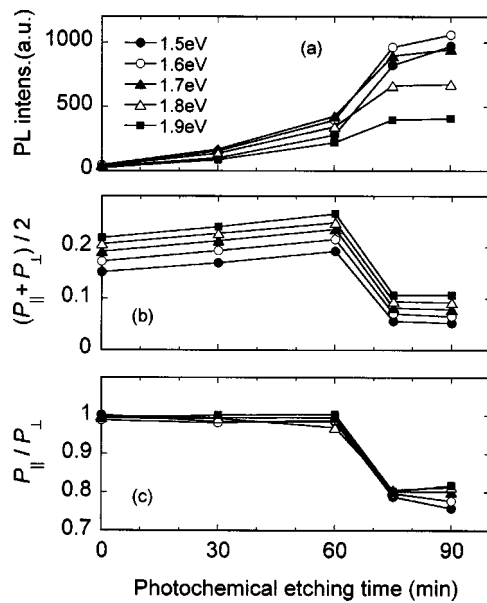 PL intens.(a.u.)
1000
500
0
(a)
1.5eV
1.6eV
1.7eV
1.8eV
1.9eV
(P∥+P⊥) / 2
0.2
0.1
0
(b)
P∥ / P⊥
1
0.9
0.8
0.7
(c)
0 30 60 90
Photochemical etching time (min)